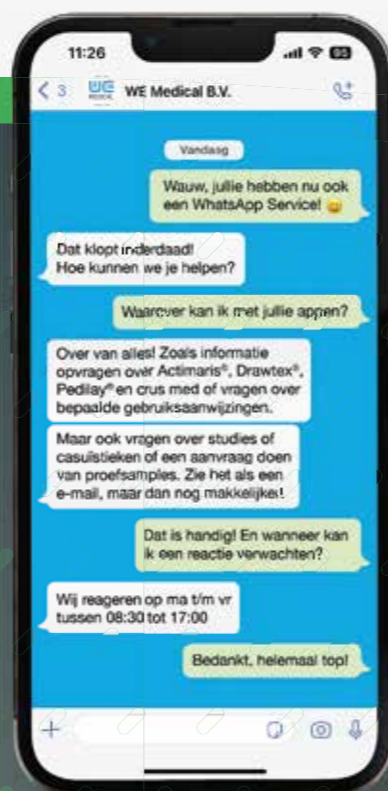 11:26
95
3
WE
MEDICAL
WE Medical B.V.
Vandaag
Wauw, jullie hebben nu ook
een WhatsApp Service! 😄
Dat klopt inderdaad!
Hoe kunnen we je helpen?
Waarover kan ik met jullie appen?
Over van alles! Zoals informatie
opvragen over Actimaris®, Drawtex®,
Pedilay® en crus med of vragen over
bepaalde gebruiksaanwijzingen.
Maar ook vragen over studies of
casuïstieken of een aanvraag doen
van proefsamples. Zie het als een
e-mail, maar dan nog makkelijker!
Dat is handig! En wanneer kan
ik een reactie verwachten?
Wij reageren op ma t/m vr
tussen 08:30 tot 17:00
Bedankt, helemaal top!